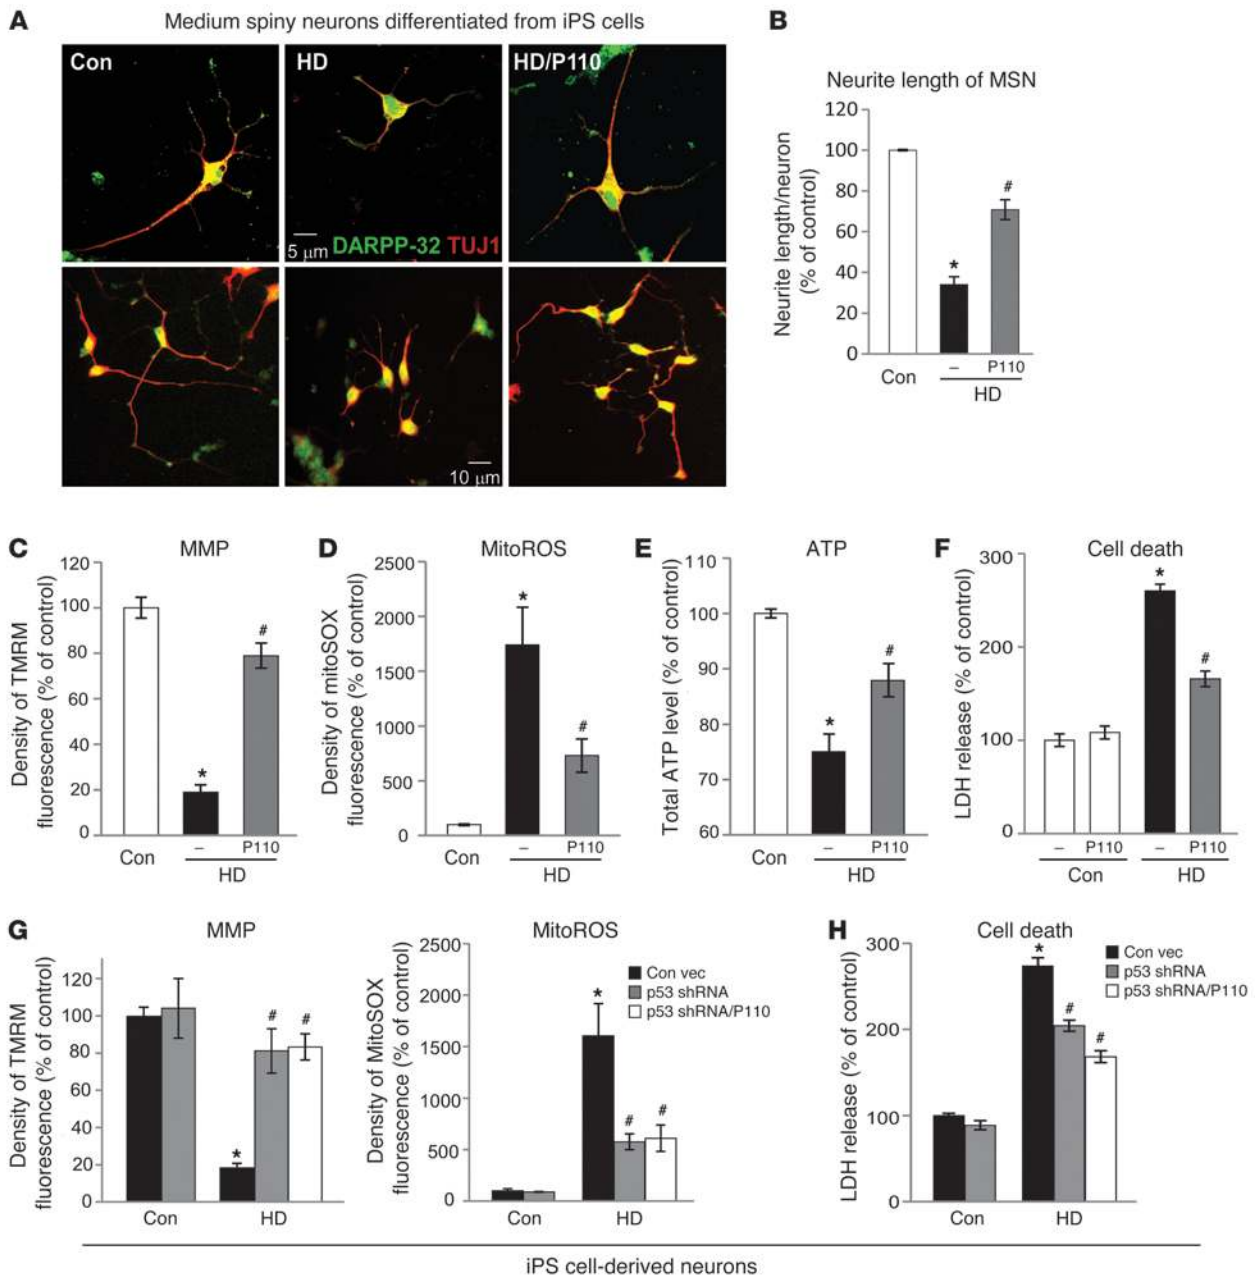 A
Medium spiny neurons differentiated from iPS cells
Con
HD
HD/P110
5 μm
DARPP-32 TUJ1
10 μm
B
Neurite length of MSN
Neurite length/neuron
(% of control)
120
100
80
60
40
20
0
*
#
Con
–
P110
HD
C
MMP
Density of TMRM
fluorescence (% of control)
120
100
80
60
40
20
0
*
#
Con
–
P110
HD
D
MitoROS
Density of mitoSOX
fluorescence (% of control)
2500
2000
1500
1000
500
0
*
#
Con
–
P110
HD
E
ATP
Total ATP level (% of control)
110
100
90
80
70
60
*
#
Con
–
P110
HD
F
Cell death
LDH release (% of control)
300
200
100
0
*
#
–
P110
–
P110
Con
HD
G
MMP
Density of TMRM
fluorescence (% of control)
120
100
80
60
40
20
0
*
#
#
Con
HD
MitoROS
Density of MitoSOX
fluorescence (% of control)
2500
2000
1500
1000
500
0
*
#
#
Con vec
p53 shRNA
p53 shRNA/P110
Con
HD
H
Cell death
LDH release (% of control)
300
200
100
0
*
#
#
Con vec
p53 shRNA
p53 shRNA/P110
Con
HD
iPS cell-derived neurons